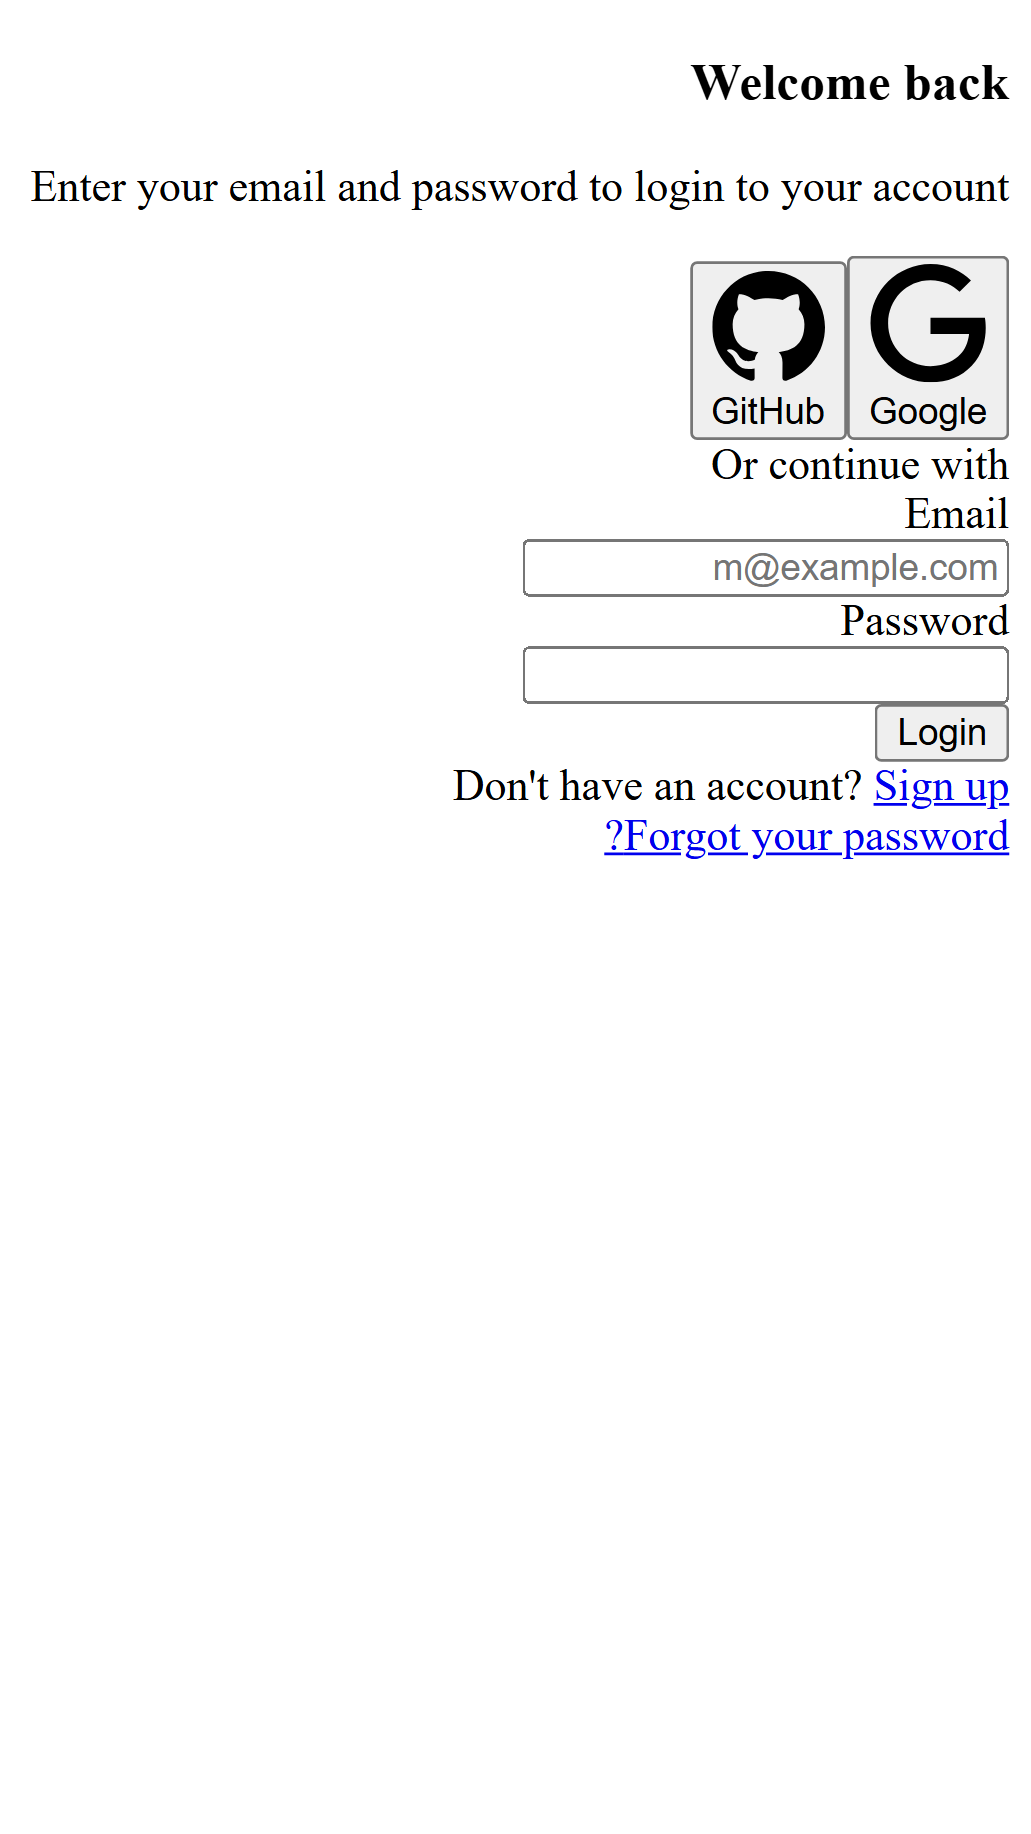 Welcome back
Enter your email and password to login to your account
GitHub Google
Or continue with
Email
m@example.com
Password
Login
Don't have an account? Sign up
?Forgot your password